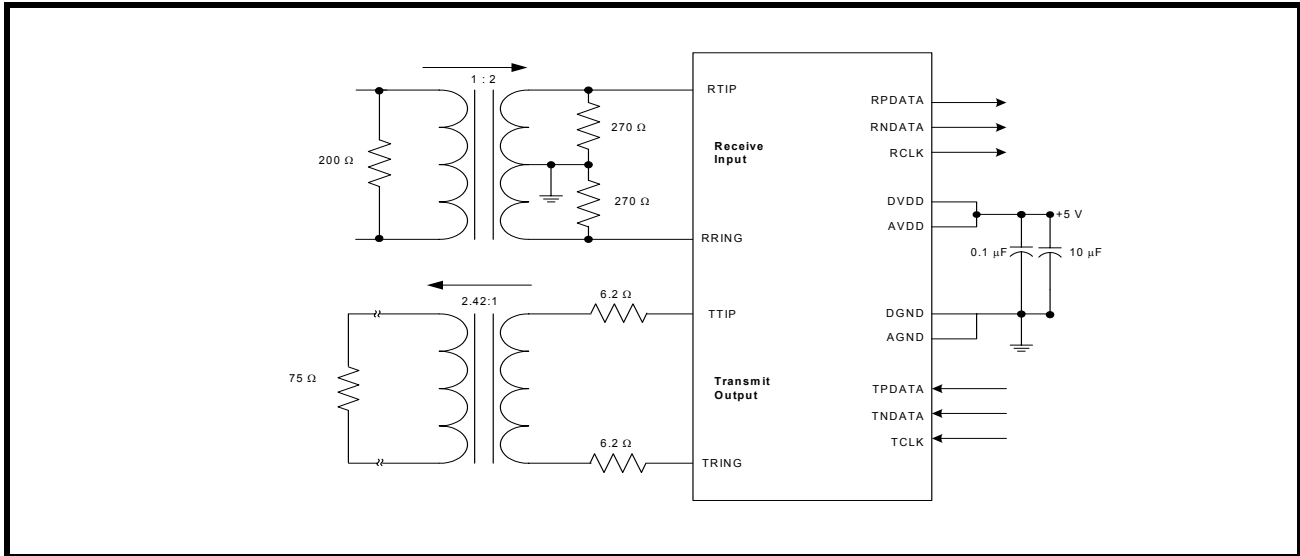 1 : 2
200 Ω
270 Ω
270 Ω
RTIP
Receive
Input
RRING
2.42:1
75 Ω
6.2 Ω
6.2 Ω
TTIP
Transmit
Output
TRING
RPDATA
RNDATA
RCLK
DVDD
AVDD
+5 V
0.1 μF
10 μF
DGND
AGND
TPDATA
TNDATA
TCLK